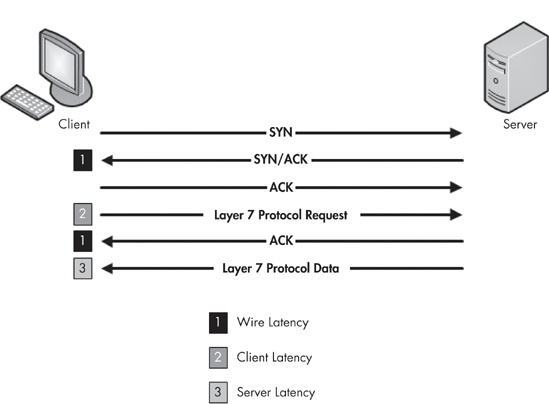 Client
Server
SYN
1 SYN/ACK
ACK
2 Layer 7 Protocol Request
1 ACK
3 Layer 7 Protocol Data
1 Wire Latency
2 Client Latency
3 Server Latency